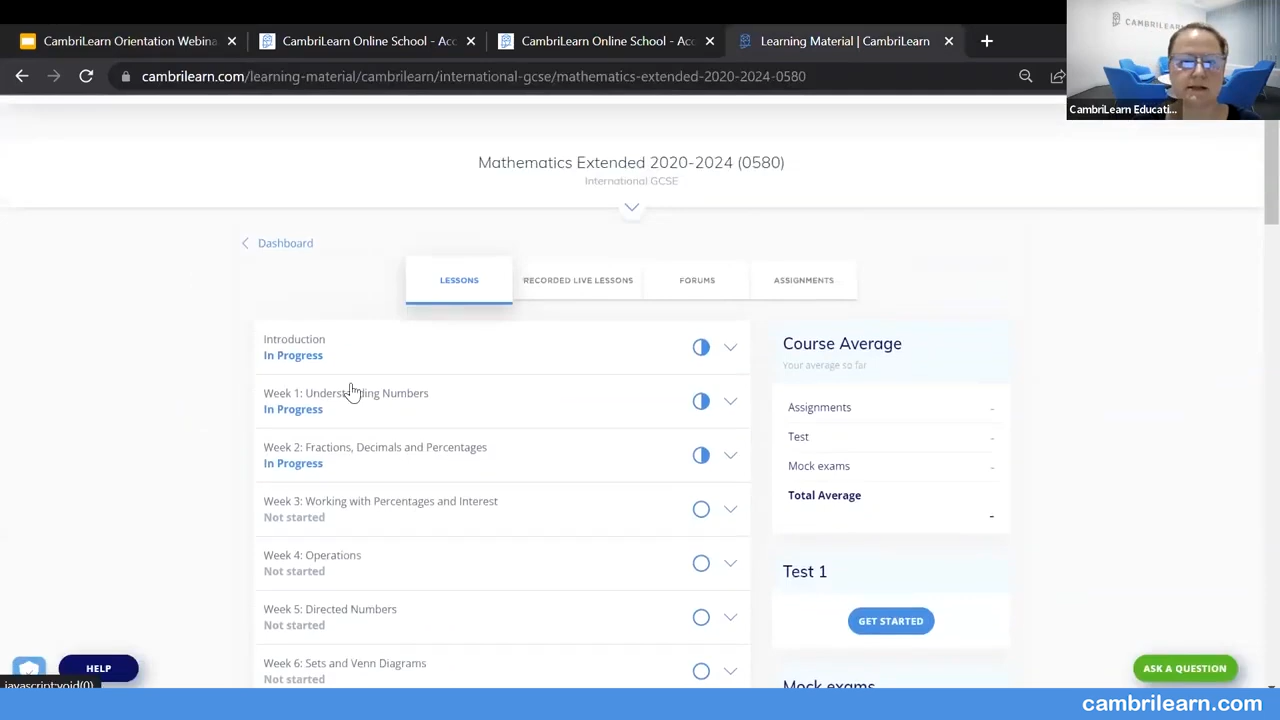 CambriLearn Orientation Webina
CambriLearn Online School - Acc
CambriLearn Online School - Acc
Learning Material | CambriLearn
cambrilearn.com/learning-material/cambrilearn/international-gcse/mathematics-extended-2020-2024-0580
CAMBRILEARN
CambriLearn Educati...
Mathematics Extended 2020-2024 (0580)
International GCSE
Dashboard
LESSONS
RECORDED LIVE LESSONS
FORUMS
ASSIGNMENTS
Introduction
In Progress
Week 1: Understanding Numbers
In Progress
Week 2: Fractions, Decimals and Percentages
In Progress
Week 3: Working with Percentages and Interest
Not started
Week 4: Operations
Not started
Week 5: Directed Numbers
Not started
Week 6: Sets and Venn Diagrams
Not started
Course Average
Your average so far
Assignments -
Test -
Mock exams -
Total Average
-
Test 1
GET STARTED
Mock exams
HELP
ASK A QUESTION
javascript:void(0)
cambrilearn.com